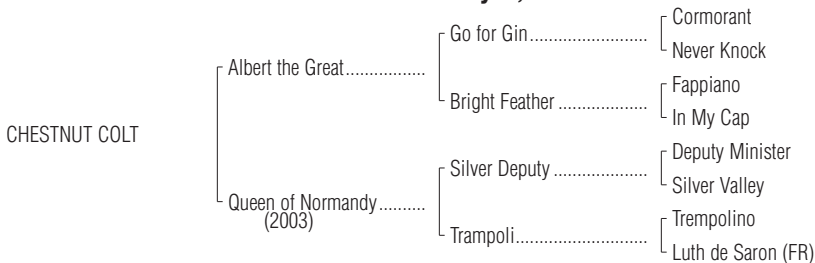 Cormorant
Go for Gin
Never Knock
Albert the Great
Fappiano
Bright Feather
In My Cap
CHESTNUT COLT
Deputy Minister
Silver Deputy
Silver Valley
Queen of Normandy
(2003)
Trempolino
Trampoli
Luth de Saron (FR)